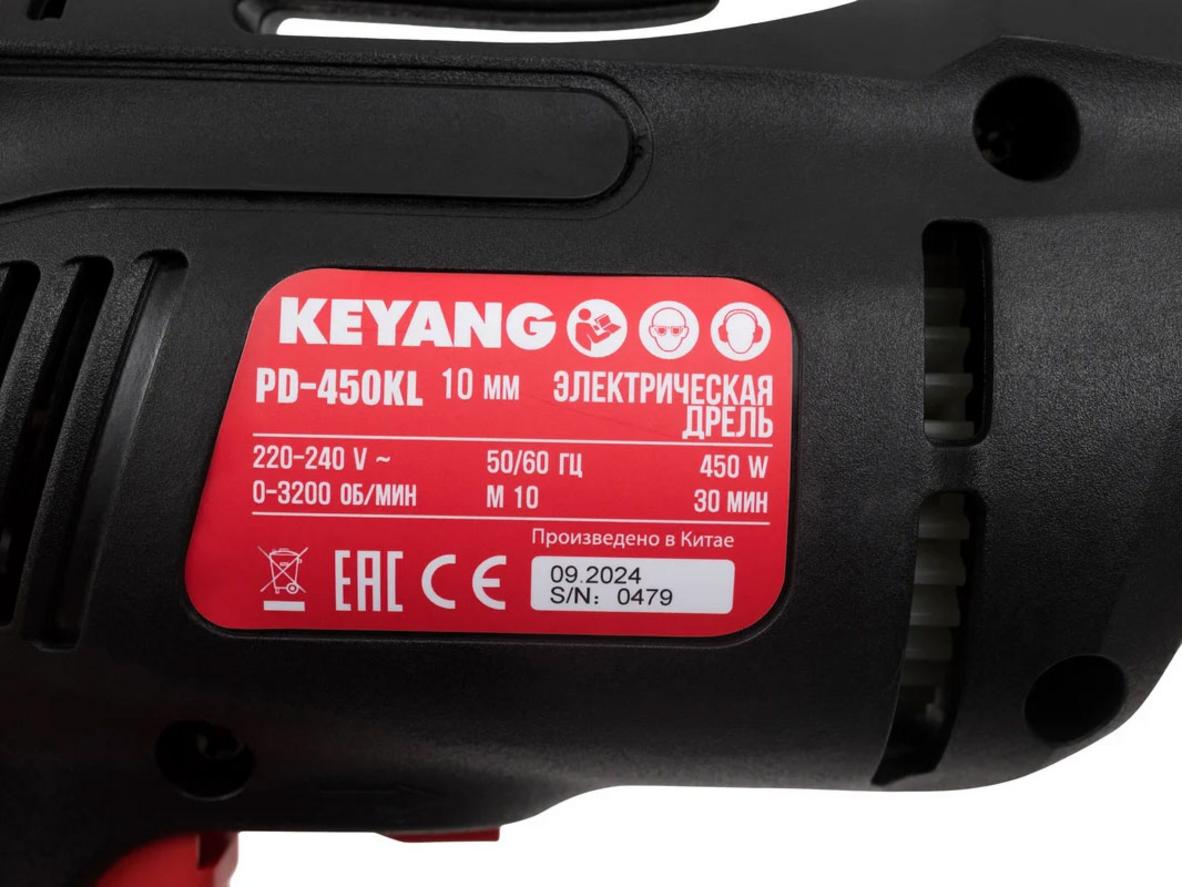 KEYANG
PD-450KL 10 мм ЭЛЕКТРИЧЕСКАЯ
ДРЕЛЬ
220-240 V ~ 50/60 ГЦ 450 W
0-3200 ОБ/МИН М 10 30 МИН
Произведено в Китае
EAC CE 09.2024
S/N: 0479